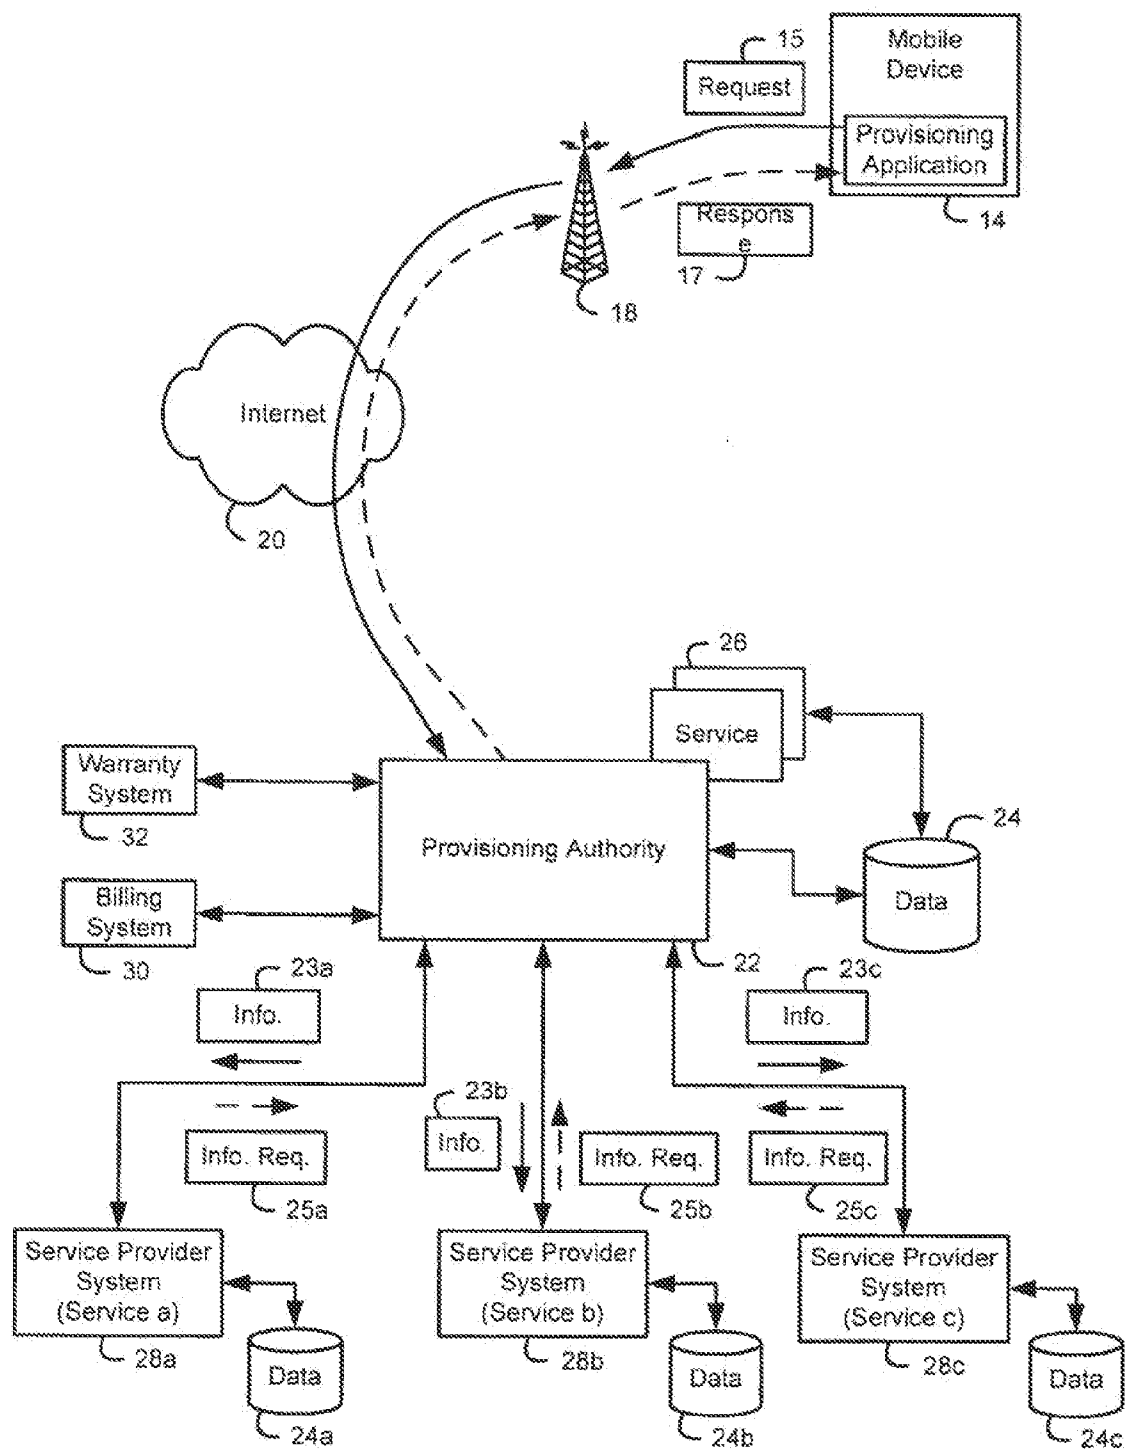 15
Mobile
Device
Request
Provisioning
Application
Respons
e
14
17
18
Internet
20
26
Service
Warranty
System
24
32
Provisioning Authority
Data
Billing
System
30
22
23a
23c
Info.
Info.
23b
Info.
Info. Req.
Info. Req.
Info. Req.
25a
25b
25c
Service Provider
System
(Service a)
Service Provider
System
(Service b)
Service Provider
System
(Service c)
28a
28b
28c
Data
Data
Data
24a
24b
24c